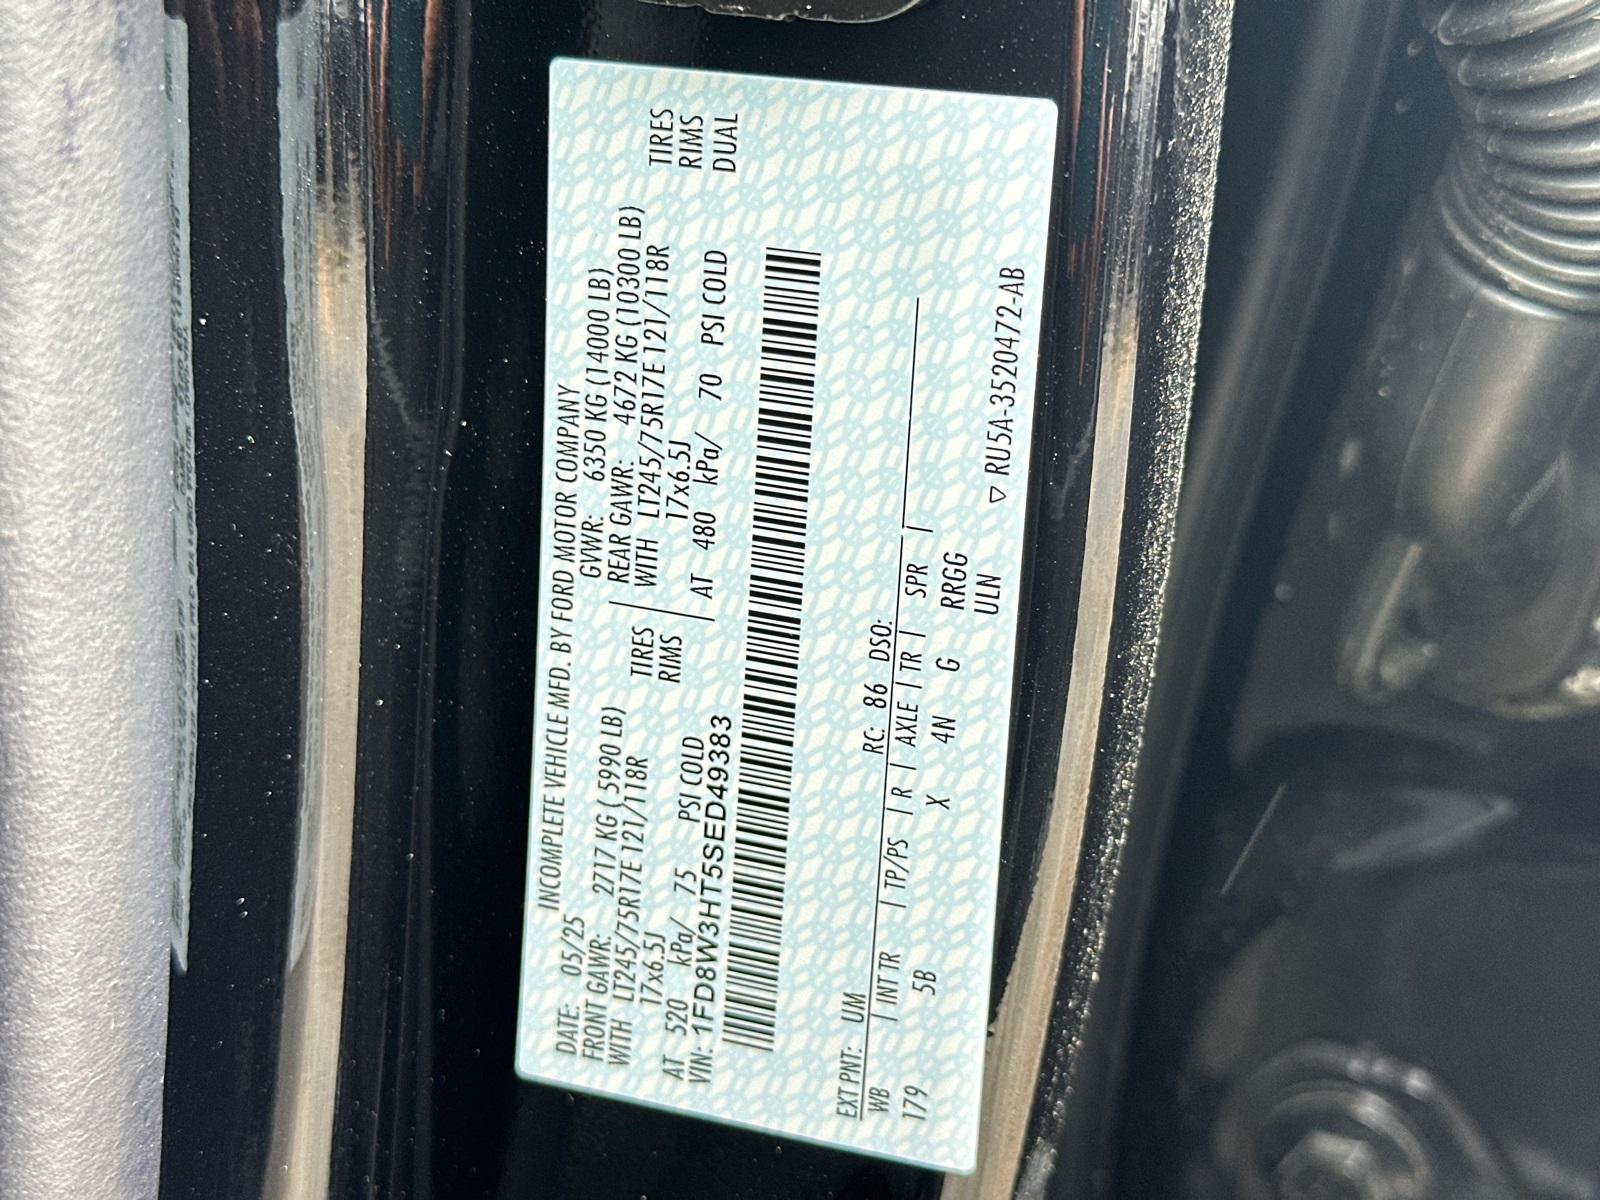 INCOMPLETE VEHICLE MFD. BY FORD MOTOR COMPANY
DATE: 05/25 GVWR: 6350 KG (14000 LB)
FRONT GAWR: 2717 KG ( 5990 LB) REAR GAWR: 4672 KG (10300 LB)
WITH LT245/75R17E 121/118R TIRES WITH LT245/75R17E 121/118R TIRES
17x6.5J RIMS 17x6.5J RIMS
AT 520 kPa/ 75 PSI COLD AT 480 kPa/ 70 PSI COLD DUAL
VIN: 1FD8W3HT5SED49383
EXT PNT: UM RC: 86 DSO:
WB | INT TR | TP/PS | R | AXLE | TR | SPR |
179 5B X 4N G RRGG
ULN
▽ RU5A-3520472-AB